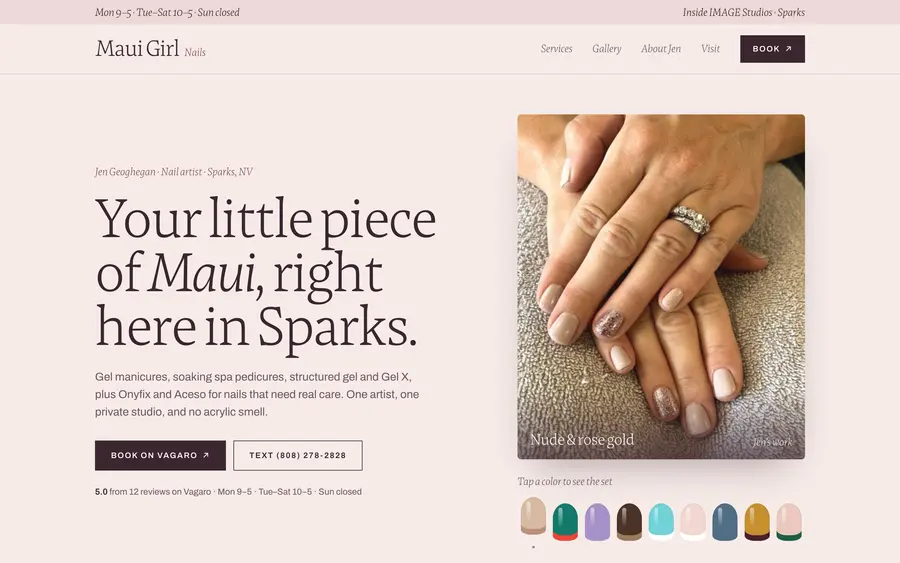 Mon 9–5 · Tue–Sat 10–5 · Sun closed
Inside IMAGE Studios · Sparks
Maui Girl Nails
Services Gallery About Jen Visit BOOK ↗
Jen Geoghegan · Nail artist · Sparks, NV
Your little piece
of Maui, right
here in Sparks.
Gel manicures, soaking spa pedicures, structured gel and Gel X,
plus Onyfix and Aceso for nails that need real care. One artist, one
private studio, and no acrylic smell.
BOOK ON VAGARO ↗ TEXT (808) 278-2828
5.0 from 12 reviews on Vagaro · Mon 9–5 · Tue–Sat 10–5 · Sun closed
Nude & rose gold
Jen's work
Tap a color to see the set